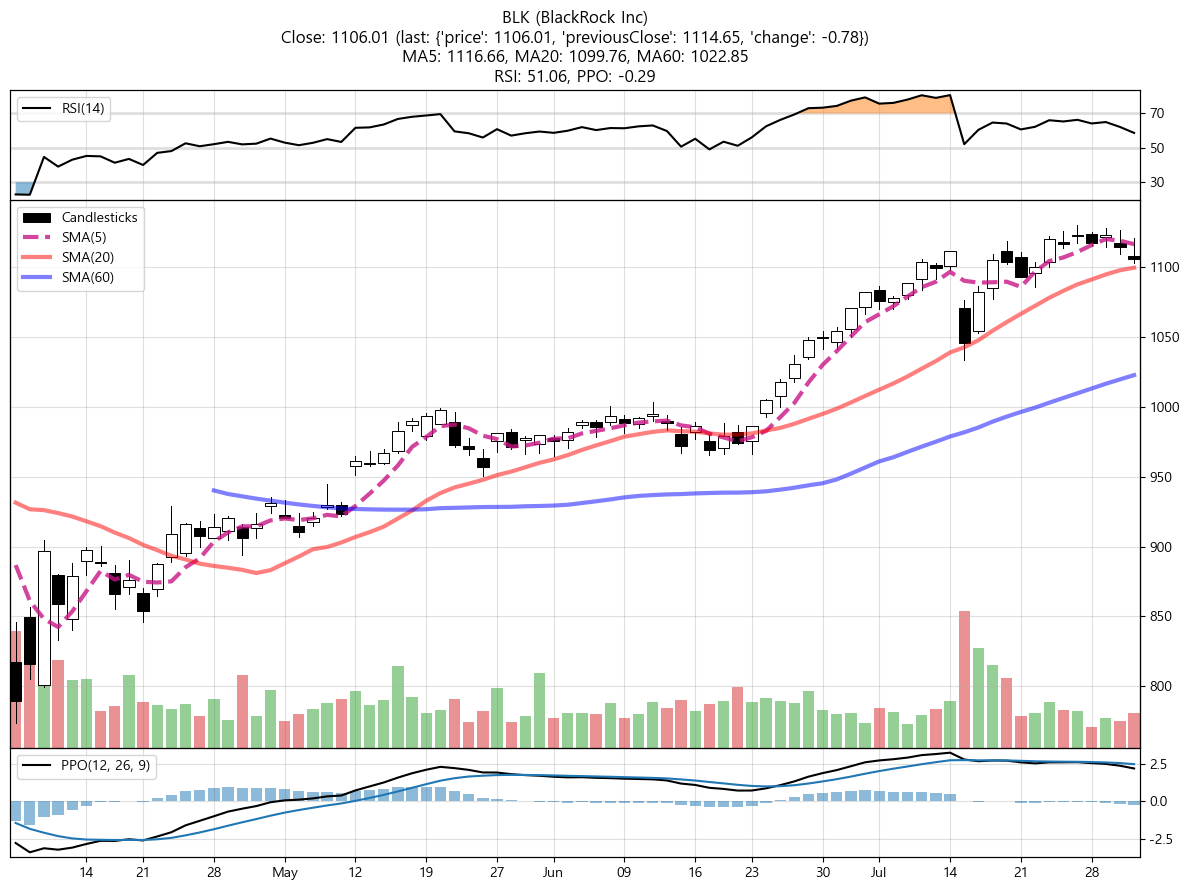 BLK (BlackRock Inc)
Close: 1106.01 (last: {'price': 1106.01, 'previousClose': 1114.65, 'change': -0.78})
MA5: 1116.66, MA20: 1099.76, MA60: 1022.85
RSI: 51.06, PPO: -0.29
RSI(14)
70
50
30
Candlesticks
SMA(5)
SMA(20)
SMA(60)
1100
1050
1000
950
900
850
800
PPO(12, 26, 9)
2.5
0.0
-2.5
14 21 28 May 12 19 27 Jun 09 16 23 30 Jul 14 21 28